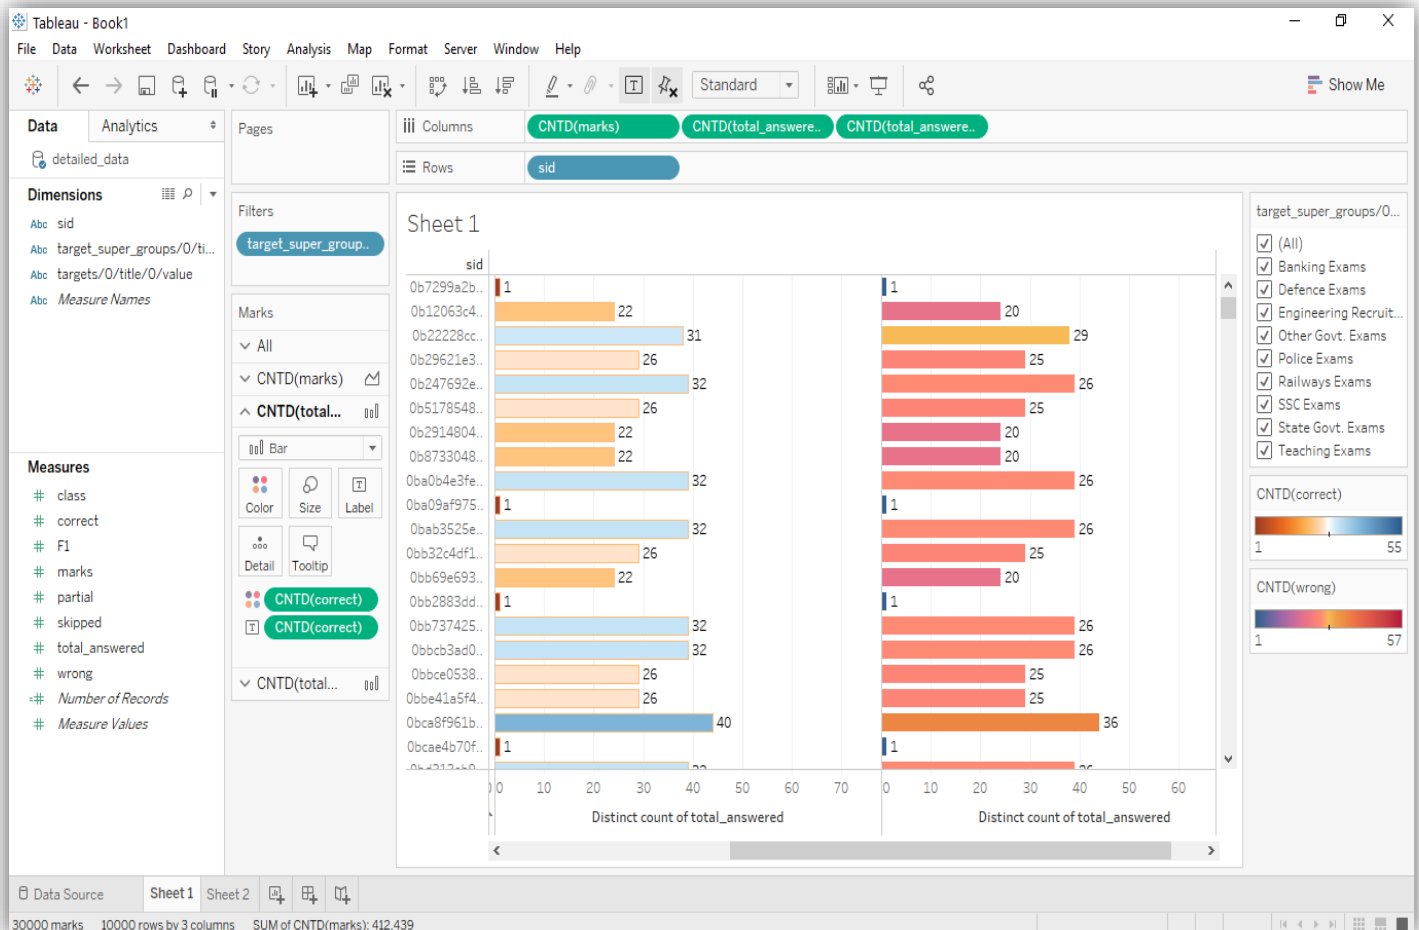 Tableau - Book1
File Data Worksheet Dashboard Story Analysis Map Format Server Window Help
Standard
Show Me
Data Analytics
detailed_data
Dimensions
Abc sid
Abc target_super_groups/0/ti...
Abc targets/0/title/0/value
Abc Measure Names
Measures
# class
# correct
# F1
# marks
# partial
# skipped
# total_answered
# wrong
=# Number of Records
# Measure Values
Pages
Filters
target_super_group..
Marks
All
CNTD(marks)
CNTD(total...
Bar
Color Size Label
Detail Tooltip
CNTD(correct)
CNTD(correct)
CNTD(total...
Columns CNTD(marks) CNTD(total_answere.. CNTD(total_answere..
Rows sid
Sheet 1
sid
0b7299a2b.. 1 1
0b12063c4.. 22 20
0b22228cc.. 31 29
0b29621e3.. 26 25
0b247692e.. 32 26
0b5178548.. 26 25
0b2914804.. 22 20
0b8733048.. 22 20
0ba0b4e3fe.. 32 26
0ba09af975.. 1 1
0bab3525e.. 32 26
0bb32c4df1.. 26 25
0bb69e693.. 22 20
0bb2883dd.. 1 1
0bb737425.. 32 26
0bbcb3ad0.. 32 26
0bbce0538.. 26 25
0bbe41a5f4.. 26 25
0bca8f961b.. 40 36
0bcae4b70f.. 1 1
0 10 20 30 40 50 60 70 0 10 20 30 40 50 60
Distinct count of total_answered Distinct count of total_answered
target_super_groups/0...
(All)
Banking Exams
Defence Exams
Engineering Recruit...
Other Govt. Exams
Police Exams
Railways Exams
SSC Exams
State Govt. Exams
Teaching Exams
CNTD(correct)
1 55
CNTD(wrong)
1 57
Data Source Sheet 1 Sheet 2
30000 marks 10000 rows by 3 columns SUM of CNTD(marks): 412,439